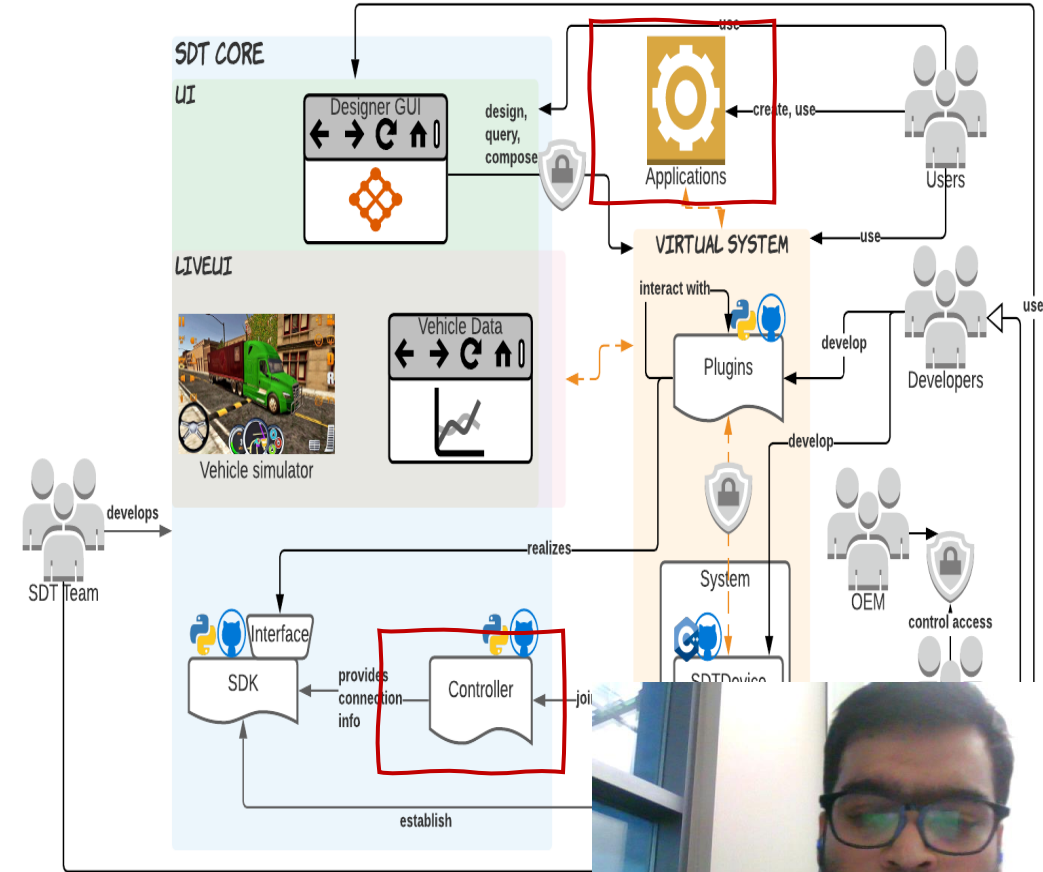 use
SDT CORE
UI
Designer GUI
design,
query,
compose
create, use
Applications
Users
VIRTUAL SYSTEM
use
LIVEUI
interact with
use
Vehicle Data
Plugins
develop
Developers
Vehicle simulator
develop
develops
realizes
System
SDT Team
OEM
control access
Interface
SDK
provides
connection
info
Controller
SDTDevice
establish